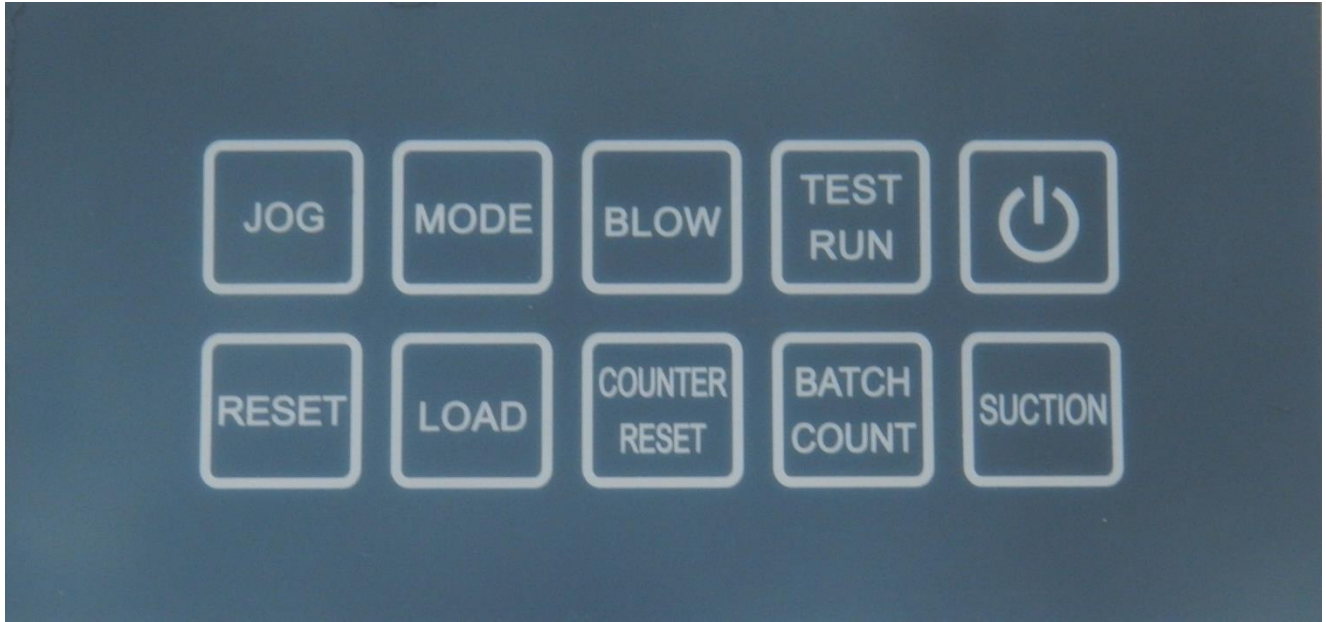 JOG
MODE
BLOW
TEST
RUN
RESET
LOAD
COUNTER
RESET
BATCH
COUNT
SUCTION